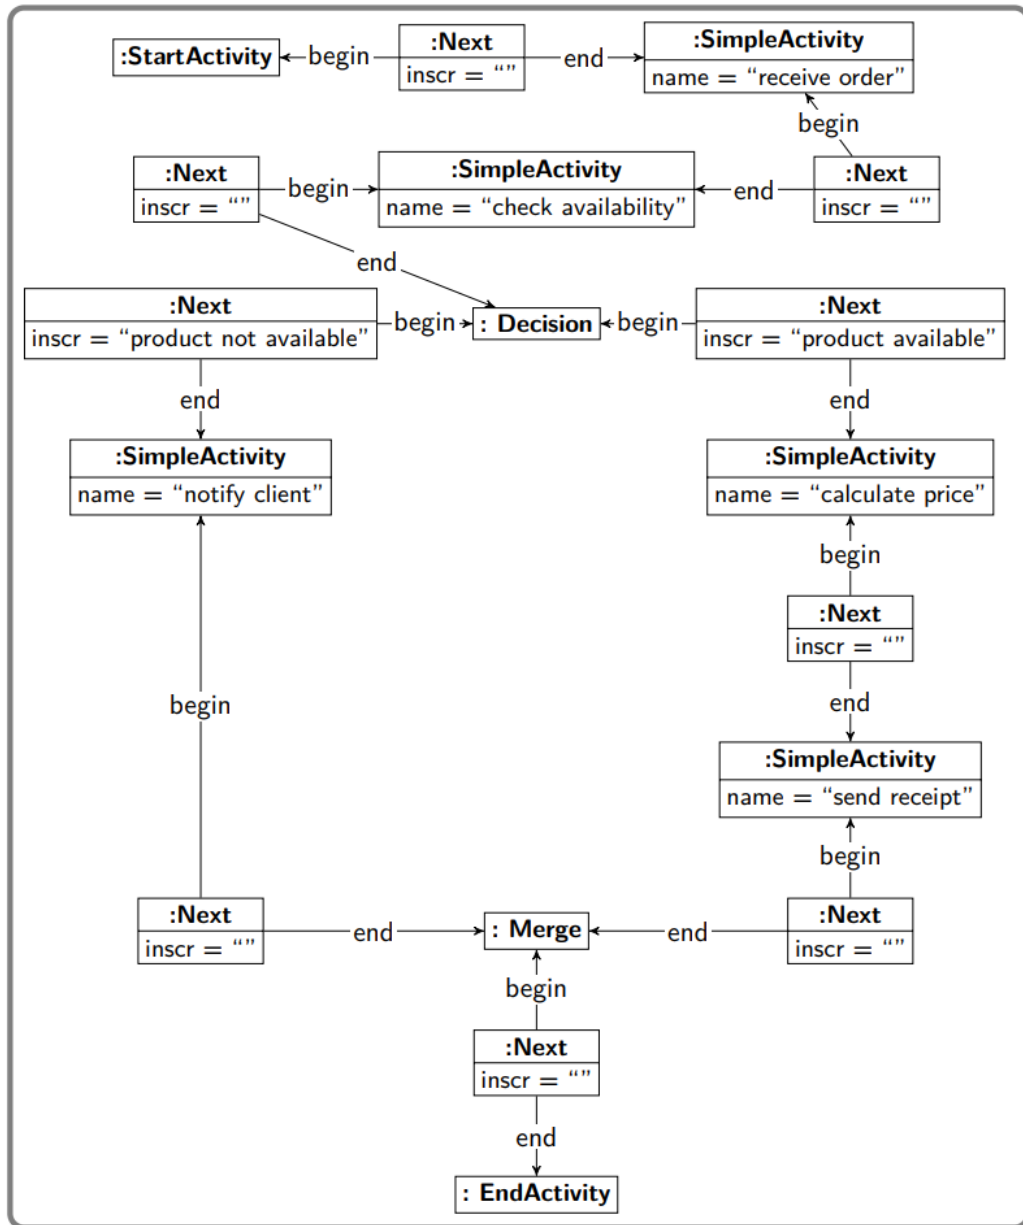 :StartActivity
begin
:Next
inscr = “”
end
:SimpleActivity
name = “receive order”
begin
:Next
inscr = “”
begin
:SimpleActivity
name = “check availability”
end
:Next
inscr = “”
end
:Next
inscr = “product not available”
begin
: Decision
begin
:Next
inscr = “product available”
end
end
:SimpleActivity
name = “notify client”
:SimpleActivity
name = “calculate price”
begin
:Next
inscr = “”
begin
end
:SimpleActivity
name = “send receipt”
begin
:Next
inscr = “”
end
: Merge
end
:Next
inscr = “”
begin
:Next
inscr = “”
end
: EndActivity